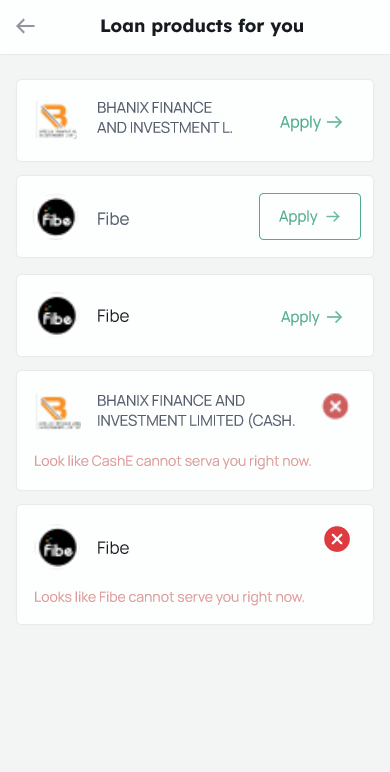 Loan products for you
BHANIX FINANCE
AND INVESTMENT L.
Apply →
Fibe
Fibe
Apply →
Fibe
Fibe
Apply →
BHANIX FINANCE AND
INVESTMENT LIMITED (CASH.
Look like CashE cannot serva you right now.
Fibe
Fibe
Looks like Fibe cannot serve you right now.